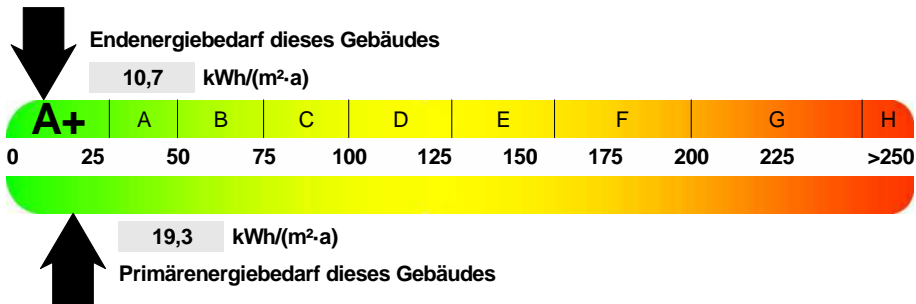 Endenergiebedarf dieses Gebäudes
10,7 kWh/(m²·a)
A+ A B C D E F G H
0 25 50 75 100 125 150 175 200 225 >250
19,3 kWh/(m²·a)
Primärenergiebedarf dieses Gebäudes